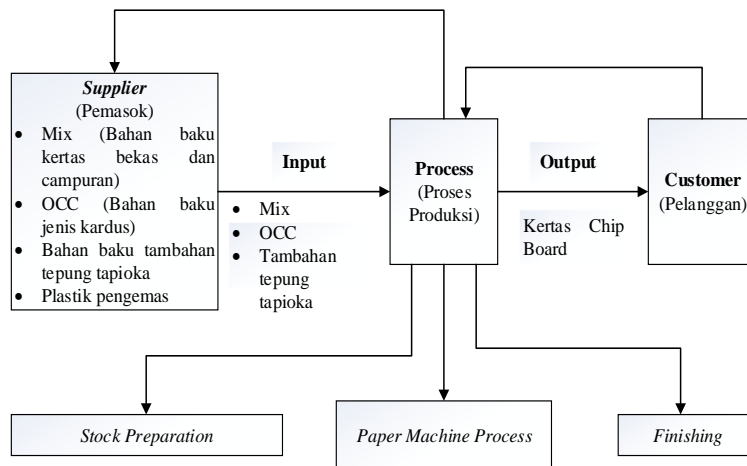 Supplier
(Pemasok)
• Mix (Bahan baku
kertas bekas dan
campuran)
• OCC (Bahan baku
jenis kardus)
• Bahan baku tambahan
tepung tapioka
• Plastik pengemas
Input
• Mix
• OCC
• Tambahan
tepung
tapioka
Process
(Proses
Produksi)
Output
Kertas Chip
Board
Customer
(Pelanggan)
Stock Preparation
Paper Machine Process
Finishing